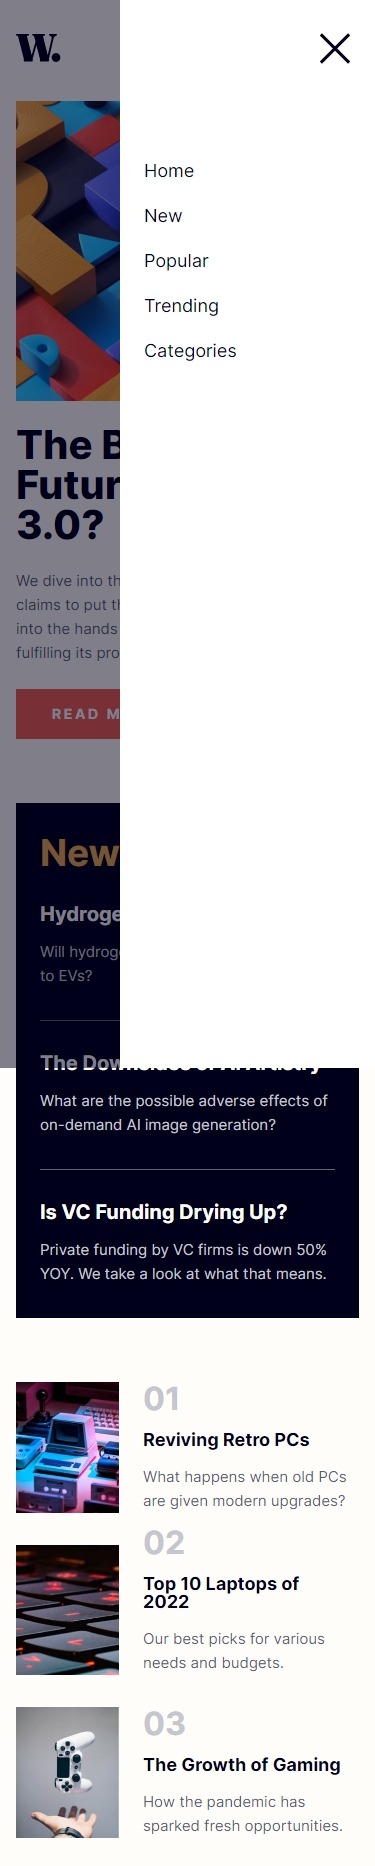 W.
Home
New
Popular
Trending
Categories
The B
Futur
3.0?
We dive into th
claims to put th
into the hands
fulfilling its pro
READ M
New
Hydroge
Will hydroge
to EVs?
The Downsides of AI Artistry
What are the possible adverse effects of
on-demand AI image generation?
Is VC Funding Drying Up?
Private funding by VC firms is down 50%
YOY. We take a look at what that means.
01
Reviving Retro PCs
What happens when old PCs
are given modern upgrades?
02
Top 10 Laptops of
2022
Our best picks for various
needs and budgets.
03
The Growth of Gaming
How the pandemic has
sparked fresh opportunities.